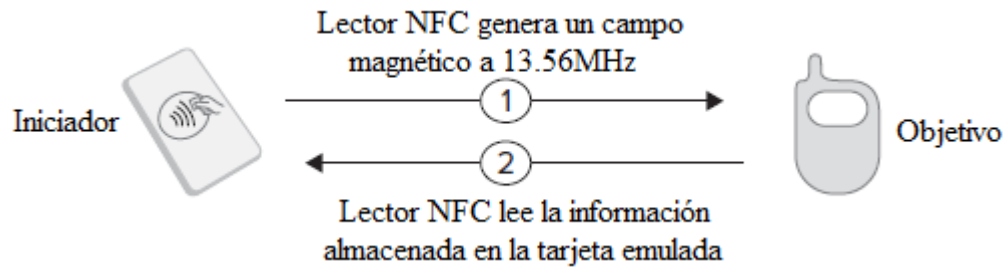 Lector NFC genera un campo
magnético a 13.56MHz
Iniciador
1
Objetivo
2
Lector NFC lee la información
almacenada en la tarjeta emulada